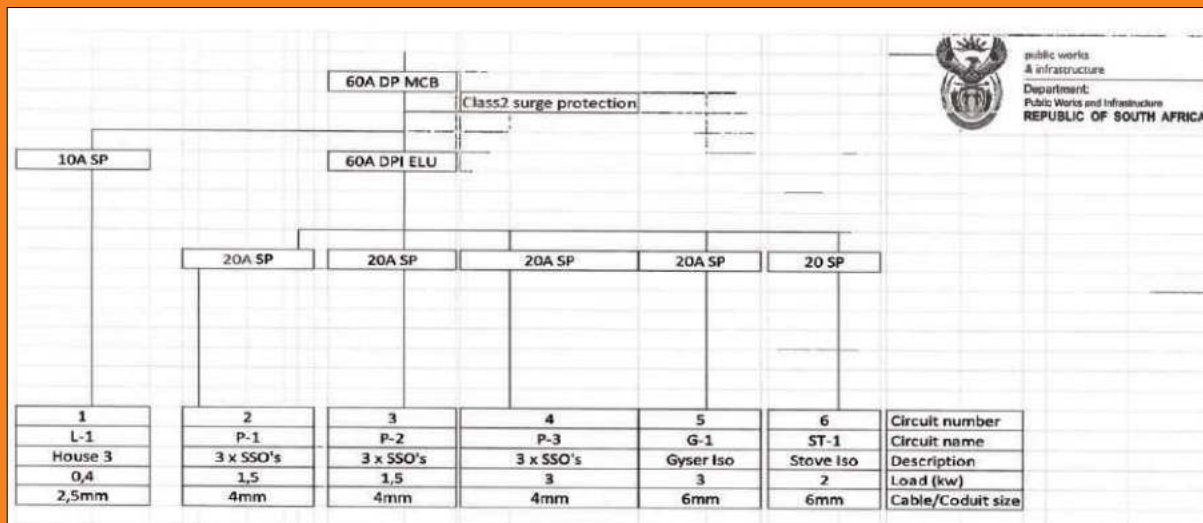 public works
& infrastructure
Department:
Public Works and Infrastructure
REPUBLIC OF SOUTH AFRICA
60A DP MCB
Class2 surge protection
10A SP
60A DPI ELU
20A SP 20A SP 20A SP 20A SP 20 SP
1 2 3 4 5 6 Circuit number
L-1 P-1 P-2 P-3 G-1 ST-1 Circuit name
House 3 3 x SSO's 3 x SSO's 3 x SSO's Gyser Iso Stove Iso Description
0,4 1,5 1,5 3 3 2 Load (kw)
2,5mm 4mm 4mm 4mm 6mm 6mm Cable/Coduit size